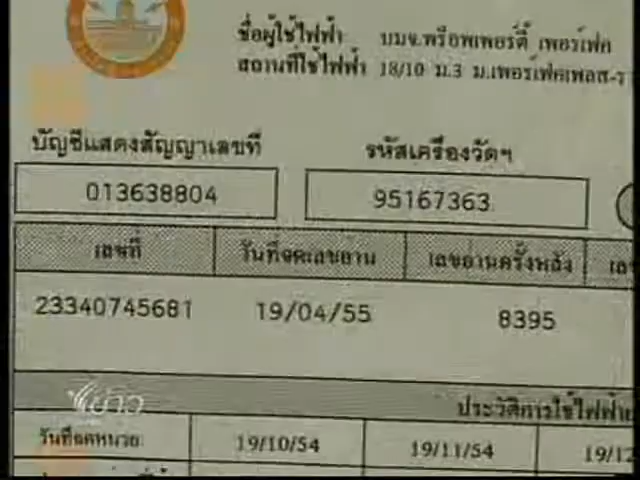 ชื่อผู้ใช้ไฟฟ้า บมจ.พร็อพเพอร์ตี้ เพอร์เฟค
สถานที่ใช้ไฟฟ้า 18/10 ม.3 ม.เพอร์เฟคเพลส-ร
บัญชีแสดงสัญญาเลขที่ รหัสเครื่องวัดฯ
013638804 95167363
เลขที่ วันที่จดเลขอ่าน เลขอ่านครั้งหลัง เล
23340745681 19/04/55 8395
ข่าว
ประวัติการใช้ไฟฟ้า
วันที่จดหน่วย 19/10/54 19/11/54 19/12